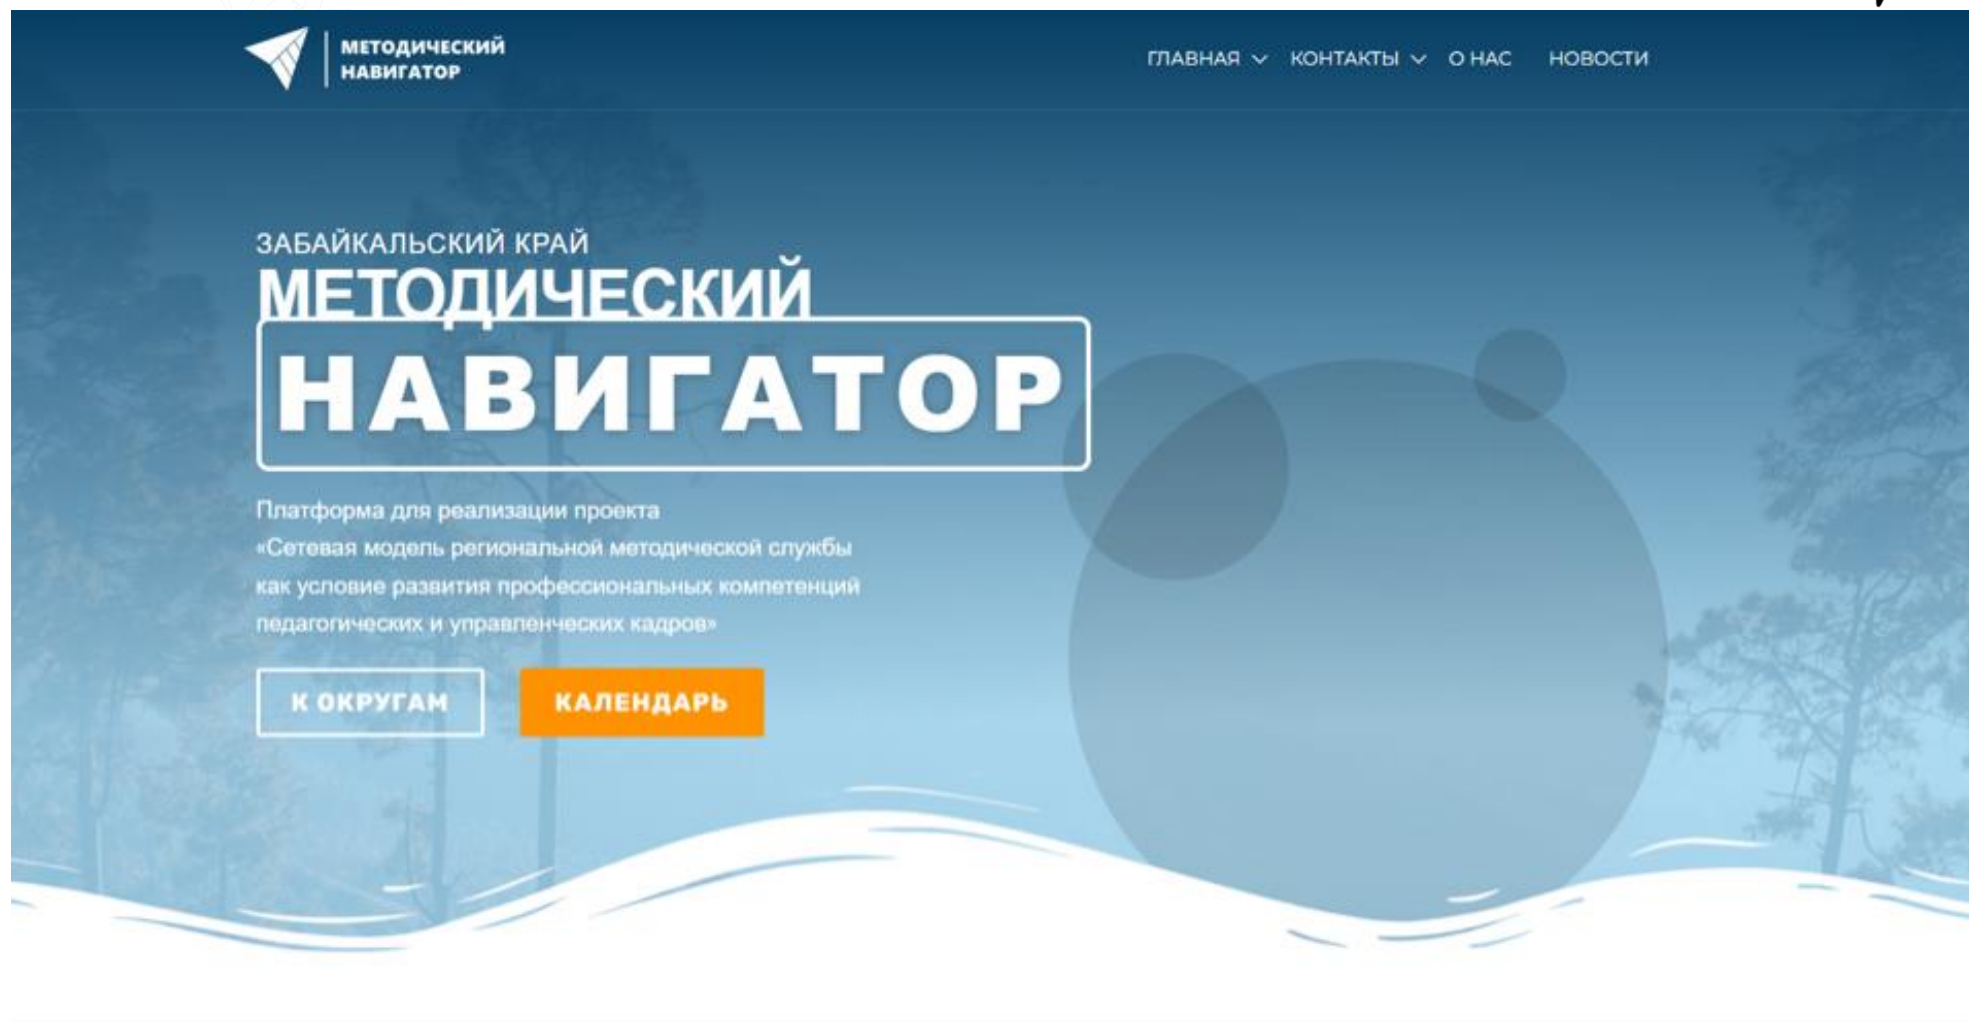 МЕТОДИЧЕСКИЙ
НАВИГАТОР
ГЛАВНАЯ КОНТАКТЫ О НАС НОВОСТИ
ЗАБАЙКАЛЬСКИЙ КРАЙ
МЕТОДИЧЕСКИЙ
НАВИГАТОР
Платформа для реализации проекта
«Сетевая модель региональной методической службы
как условие развития профессиональных компетенций
педагогических и управленческих кадров»
К ОКРУГАМ КАЛЕНДАРЬ